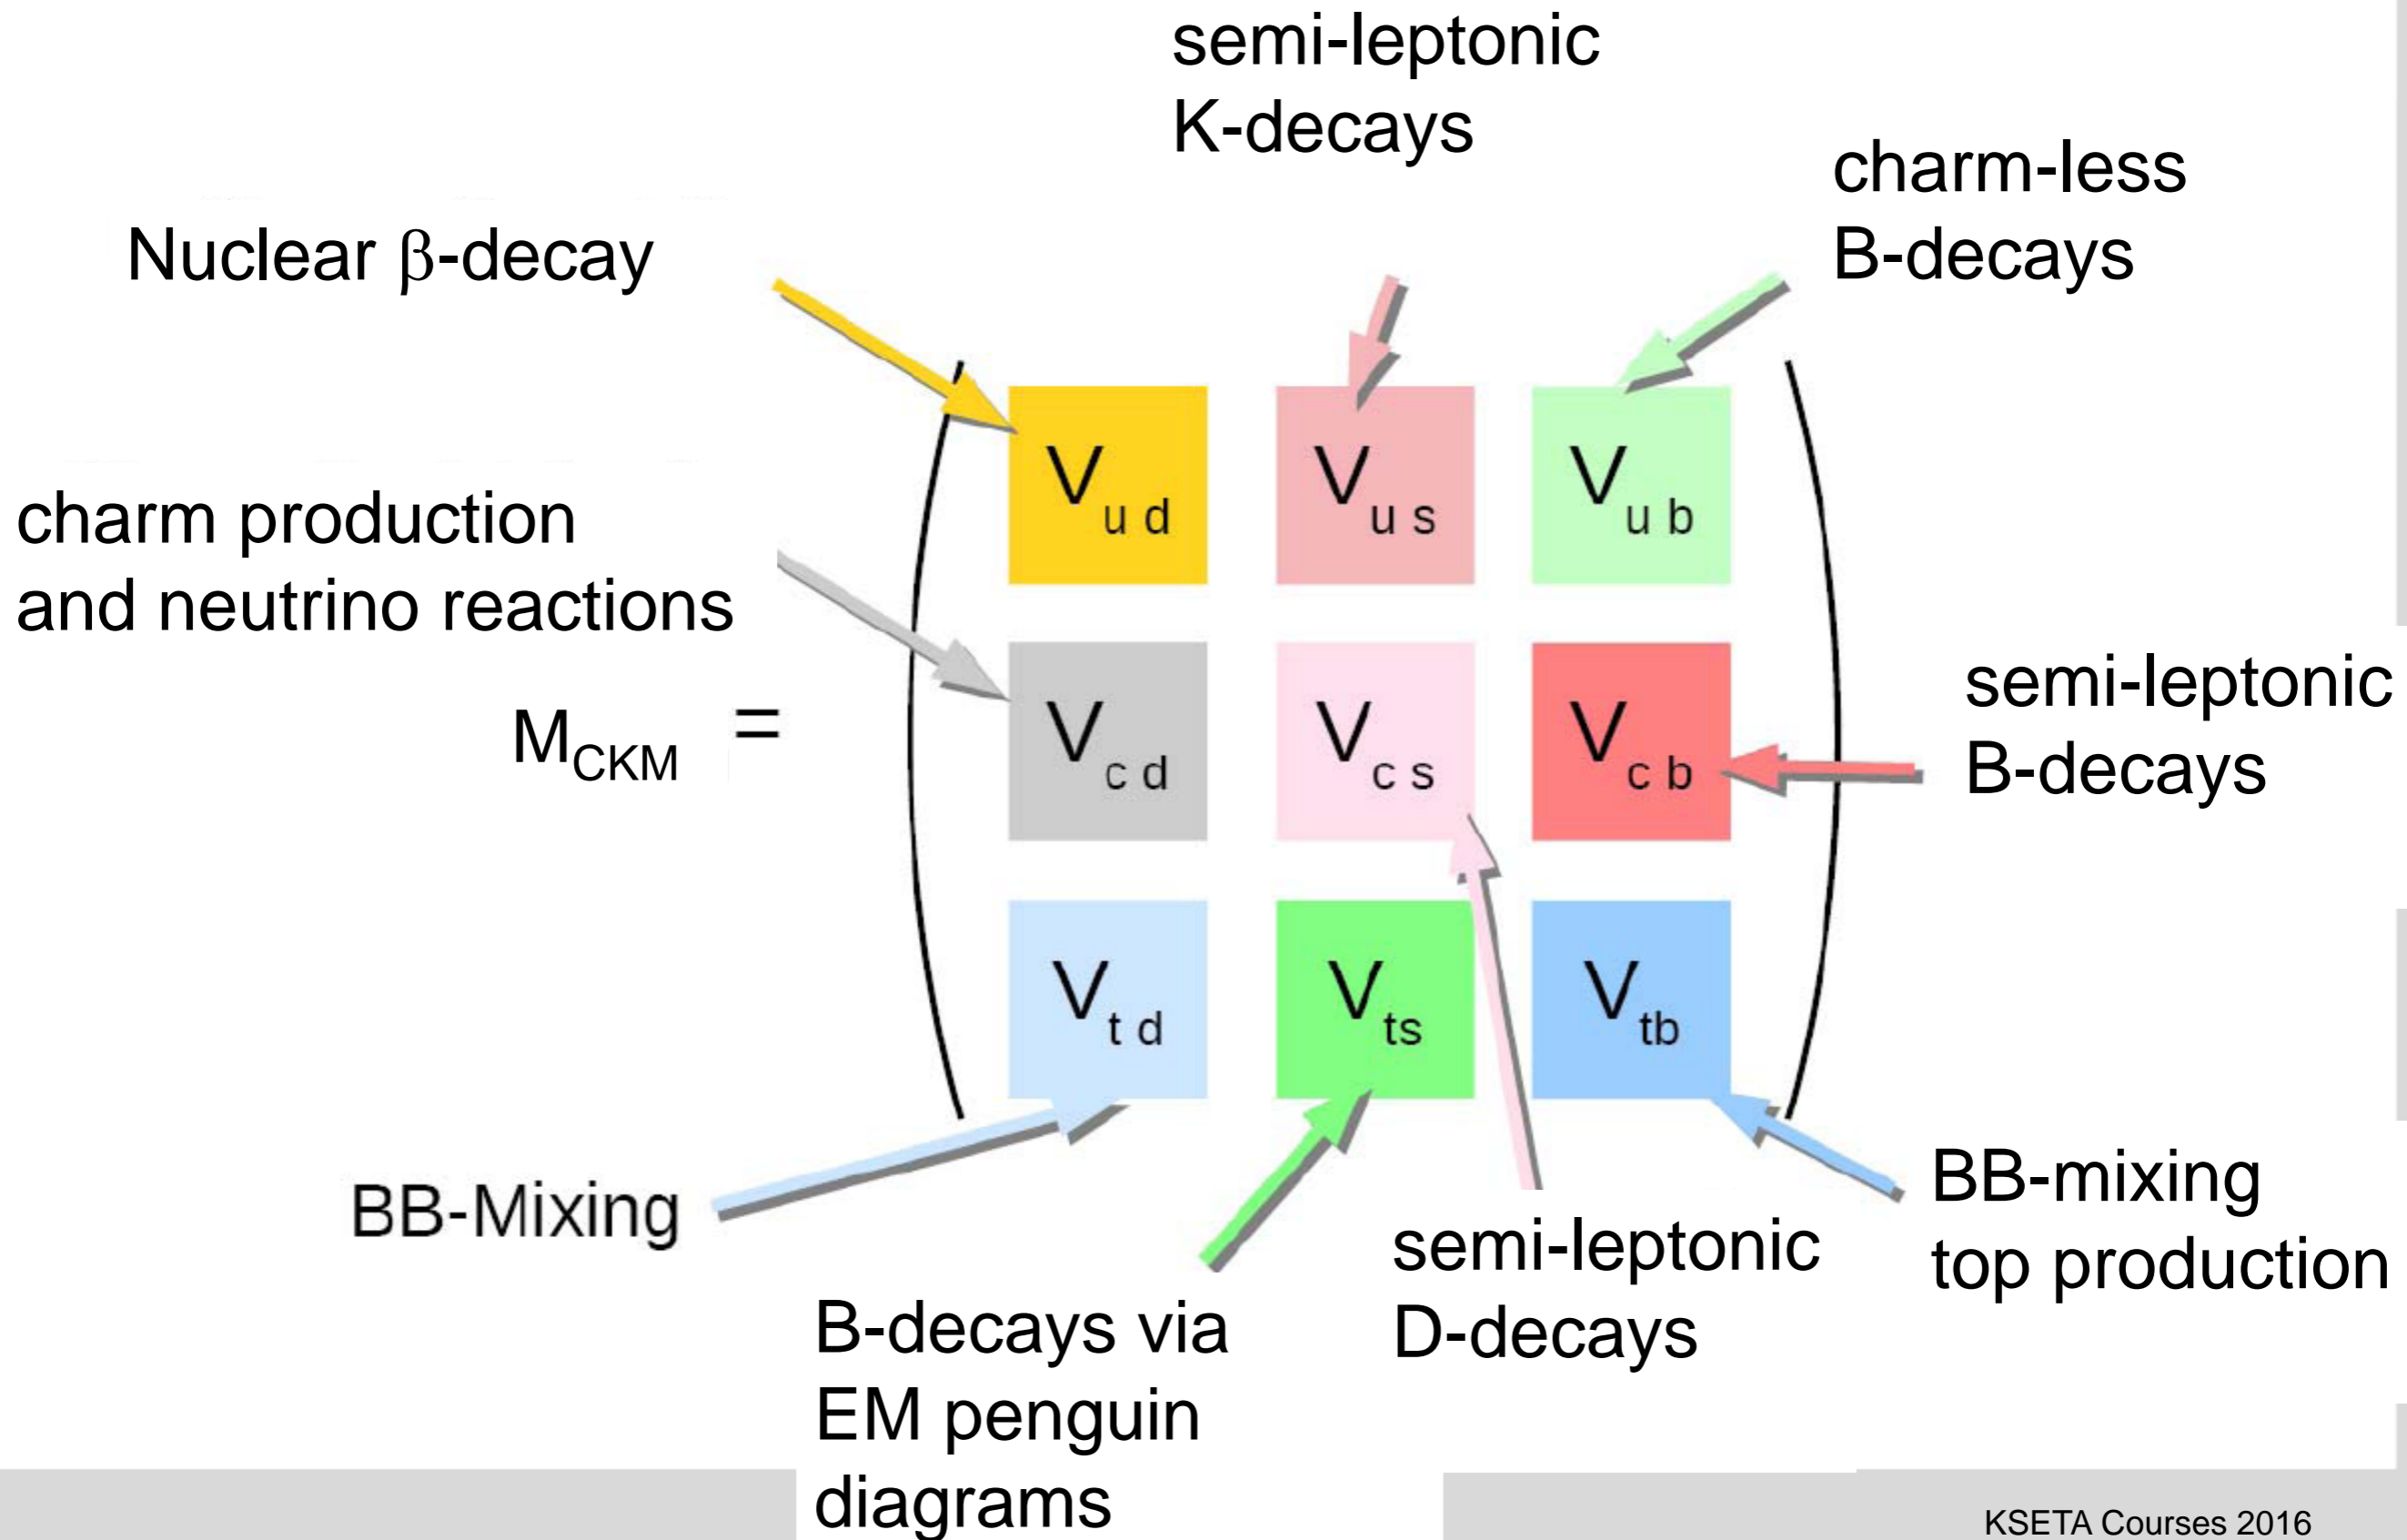 semi-leptonic
K-decays
charm-less
B-decays
Nuclear β-decay
V u d
V u s
V u b
charm production
and neutrino reactions
M CKM =
V c d
V c s
V c b
semi-leptonic
B-decays
V t d
V ts
V tb
BB-Mixing
BB-mixing
top production
semi-leptonic
D-decays
B-decays via
EM penguin
diagrams
KSETA Courses 2016